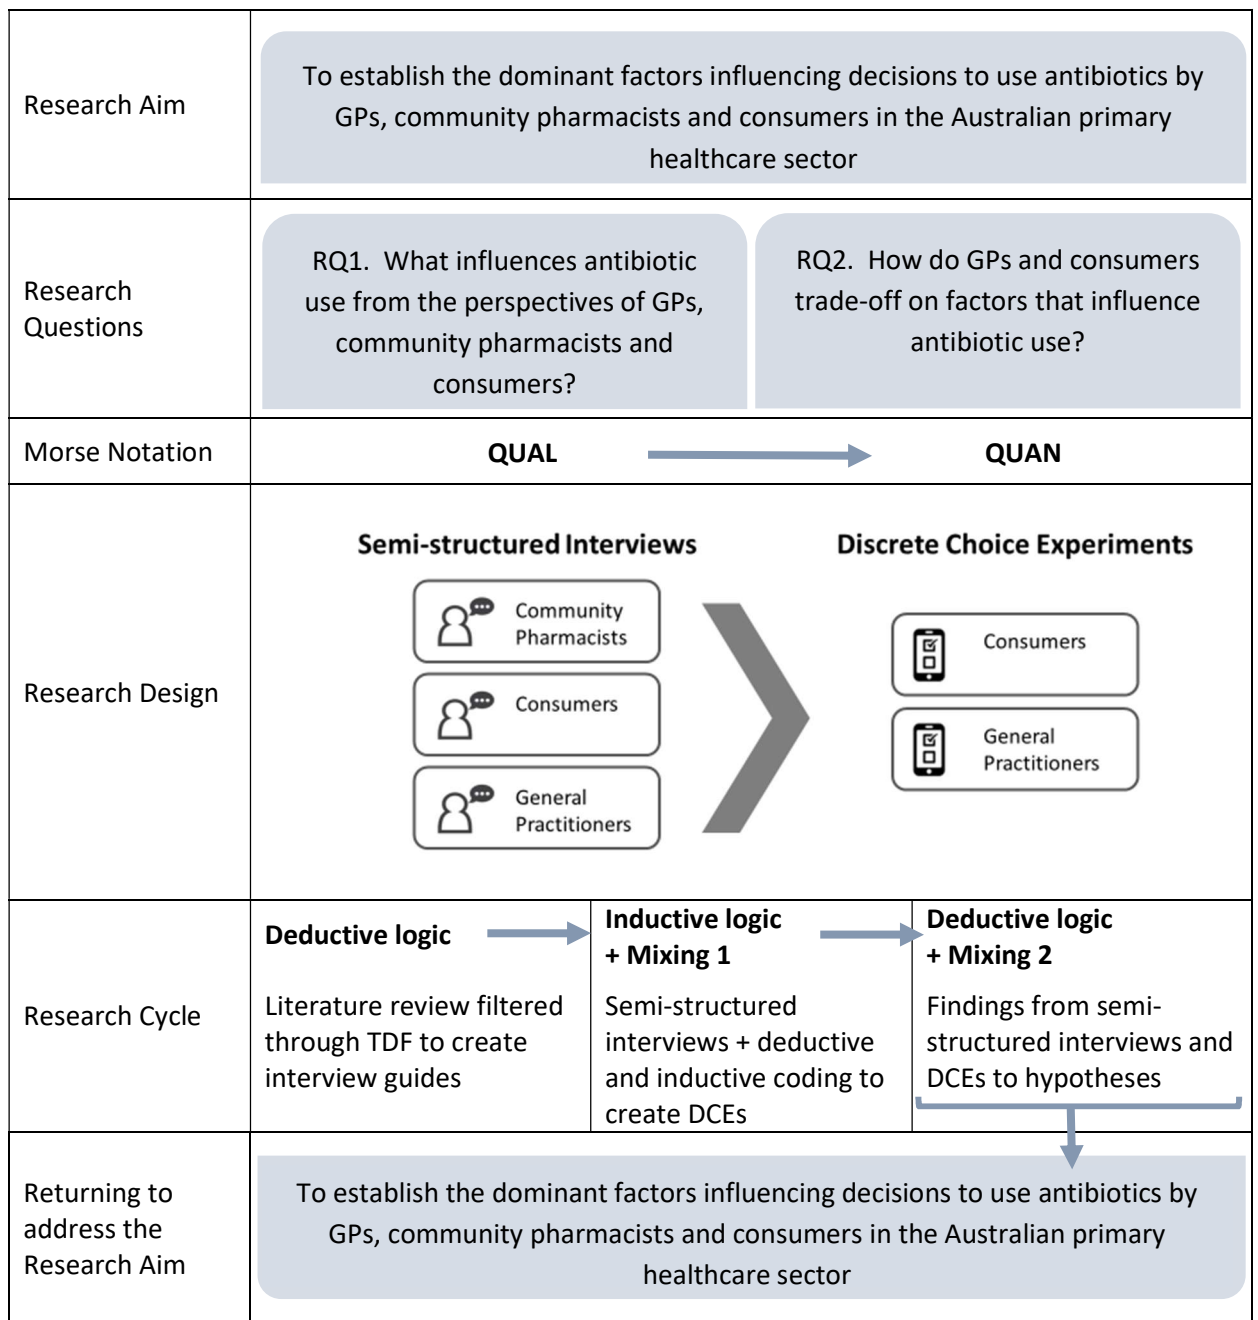 Research Aim
To establish the dominant factors influencing decisions to use antibiotics by
GPs, community pharmacists and consumers in the Australian primary
healthcare sector
Research
Questions
RQ1.  What influences antibiotic
use from the perspectives of GPs,
community pharmacists and
consumers?
RQ2.  How do GPs and consumers
trade-off on factors that influence
antibiotic use?
Morse Notation
QUAL
QUAN
Research Design
Semi-structured Interviews
Community
Pharmacists
Consumers
General
Practitioners
Discrete Choice Experiments
Consumers
General
Practitioners
Research Cycle
Deductive logic
Literature review filtered
through TDF to create
interview guides
Inductive logic
+ Mixing 1
Semi-structured
interviews + deductive
and inductive coding to
create DCEs
Deductive logic
+ Mixing 2
Findings from semi-
structured interviews and
DCEs to hypotheses
Returning to
address the
Research Aim
To establish the dominant factors influencing decisions to use antibiotics by
GPs, community pharmacists and consumers in the Australian primary
healthcare sector